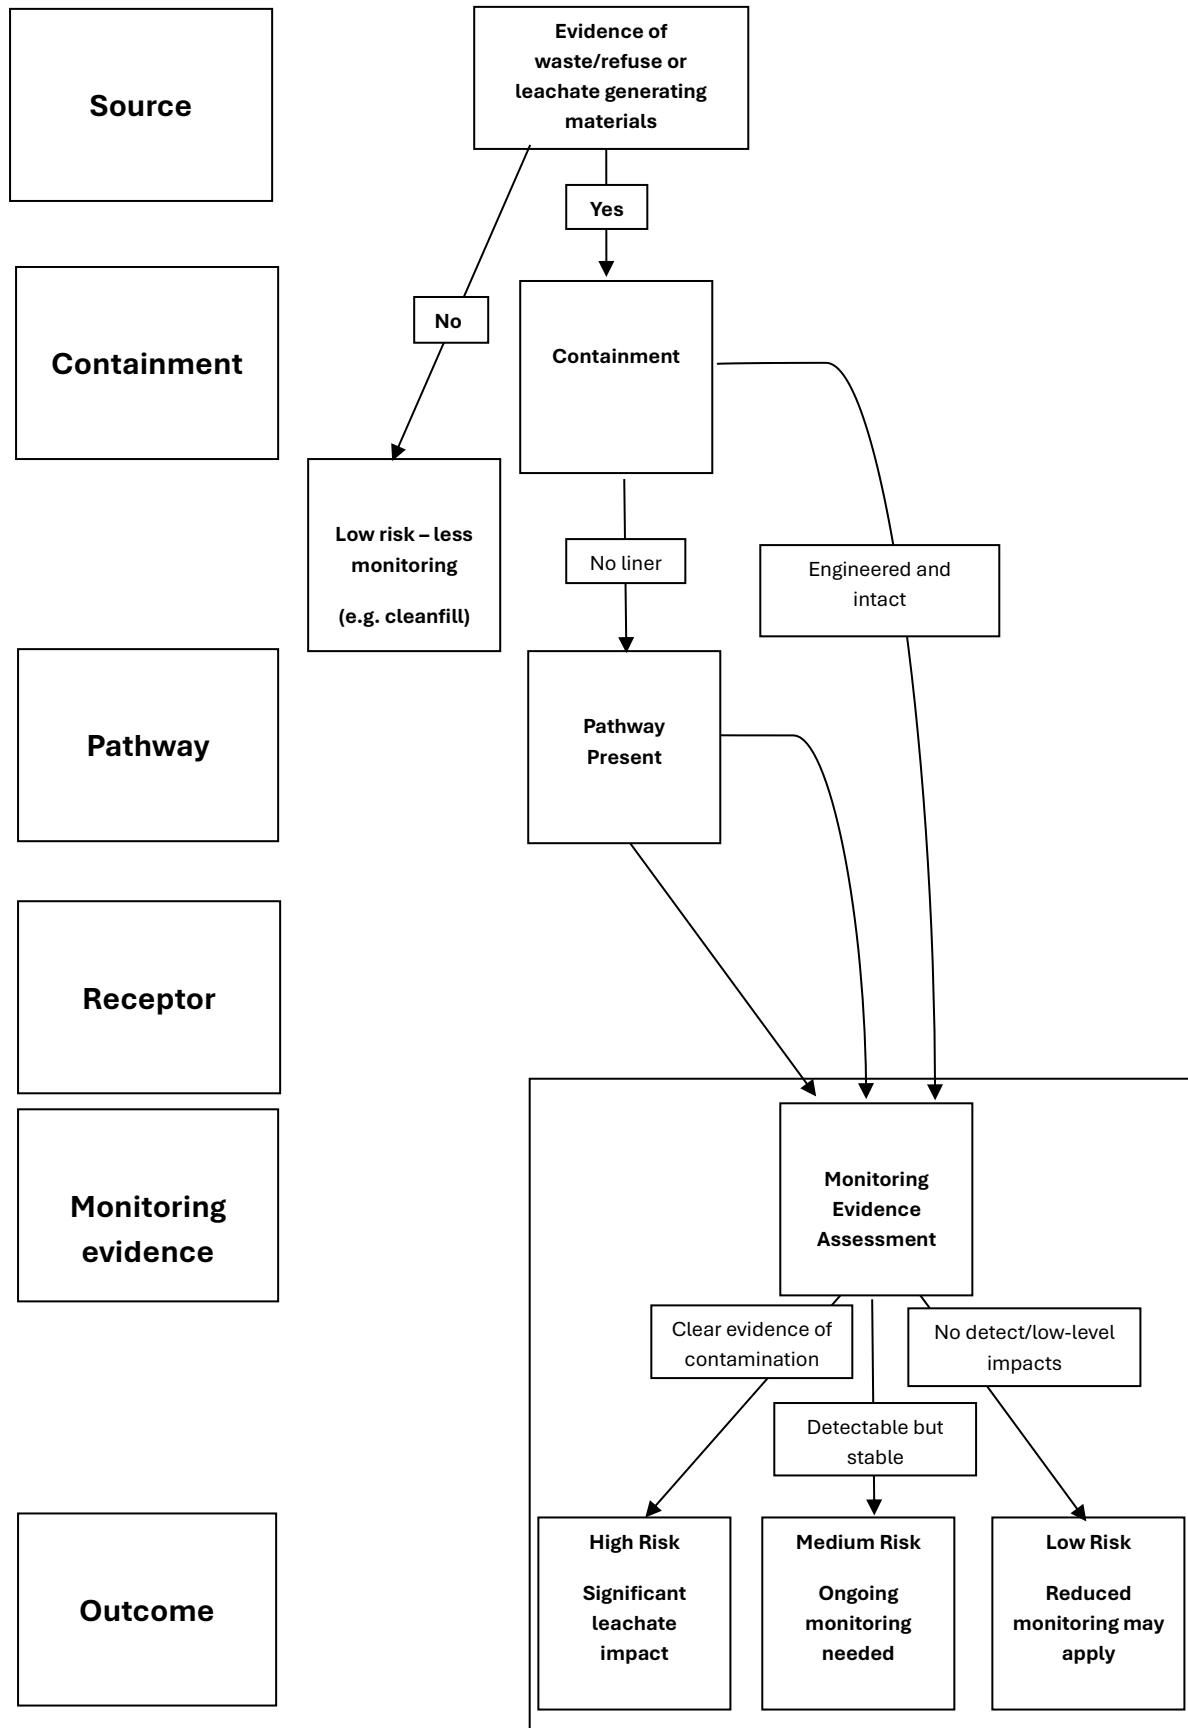 Source
Evidence of
waste/refuse or
leachate generating
materials
Yes
No
Containment
Containment
Low risk – less
monitoring
(e.g. cleanfill)
No liner
Engineered and
intact
Pathway
Pathway
Present
Receptor
Monitoring
evidence
Monitoring
Evidence
Assessment
Clear evidence of
contamination
No detect/low-level
impacts
Detectable but
stable
Outcome
High Risk
Significant
leachate
impact
Medium Risk
Ongoing
monitoring
needed
Low Risk
Reduced
monitoring may
apply